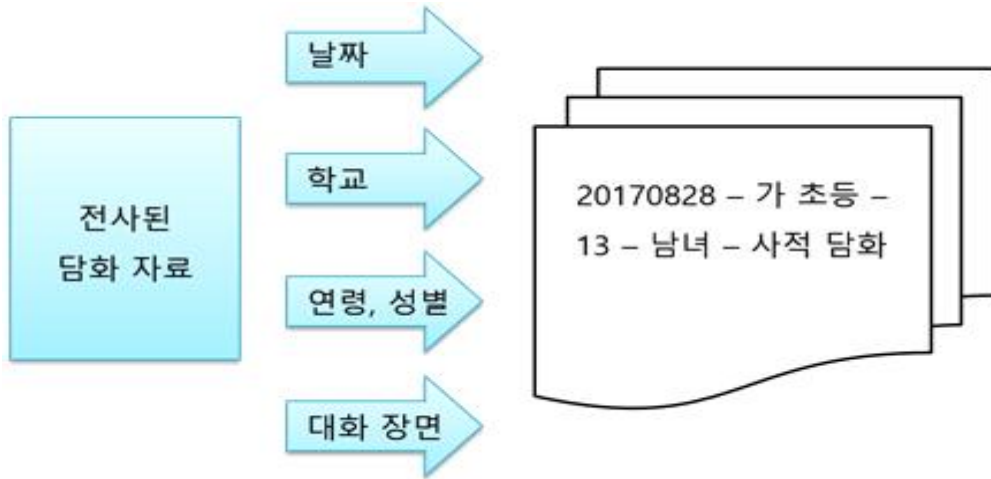 전사된
담화 자료
날짜
학교
연령, 성별
대화 장면
20170828 – 가 초등 –
13 – 남녀 – 사적 담화